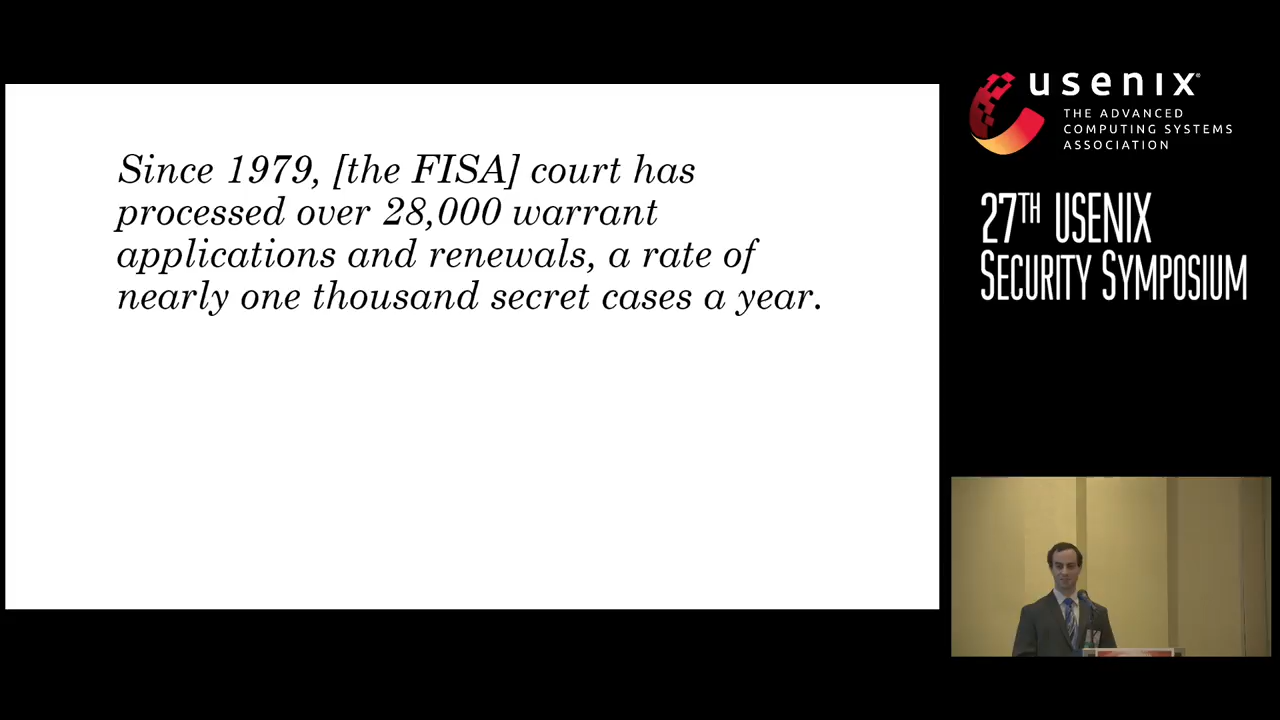 Since 1979, [the FISA] court has
processed over 28,000 warrant
applications and renewals, a rate of
nearly one thousand secret cases a year.
usenix®
THE ADVANCED
COMPUTING SYSTEMS
ASSOCIATION
27TH USENIX
SECURITY SYMPOSIUM